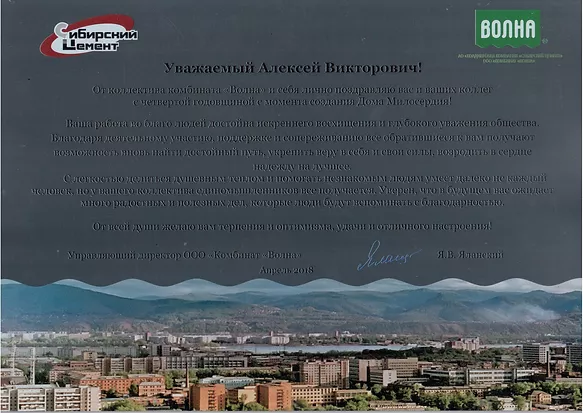 Сибирский
Цемент
ВОЛНА
Уважаемый Алексей Викторович!
От коллектива комбината «Волна» и себя лично поздравляю вас и ваших коллег
с четвертой годовщиной с момента создания Дома Милосердия!
Ваша работа во благо людей достойна искреннего восхищения и глубокого уважения общества.
Благодаря деятельному участию, поддержке и сопереживанию все обратившиеся к вам получают
возможность вновь найти достойный путь, укрепить веру в себя и свои силы, возродить в сердце
надежду на лучшее.
С легкостью делиться душевным теплом и помогать незнакомым людям умеет далеко не каждый
человек, но у вашего коллектива единомышленников все получается. Уверен, что в будущем вас ожидает
много радостных и полезных дел, которые люди будут вспоминать с благодарностью.
От всей души желаю вам терпения и оптимизма, удачи и отличного настроения!
Управляющий директор ООО «Комбинат «Волна» Я.В. Яланский
Апрель 2018